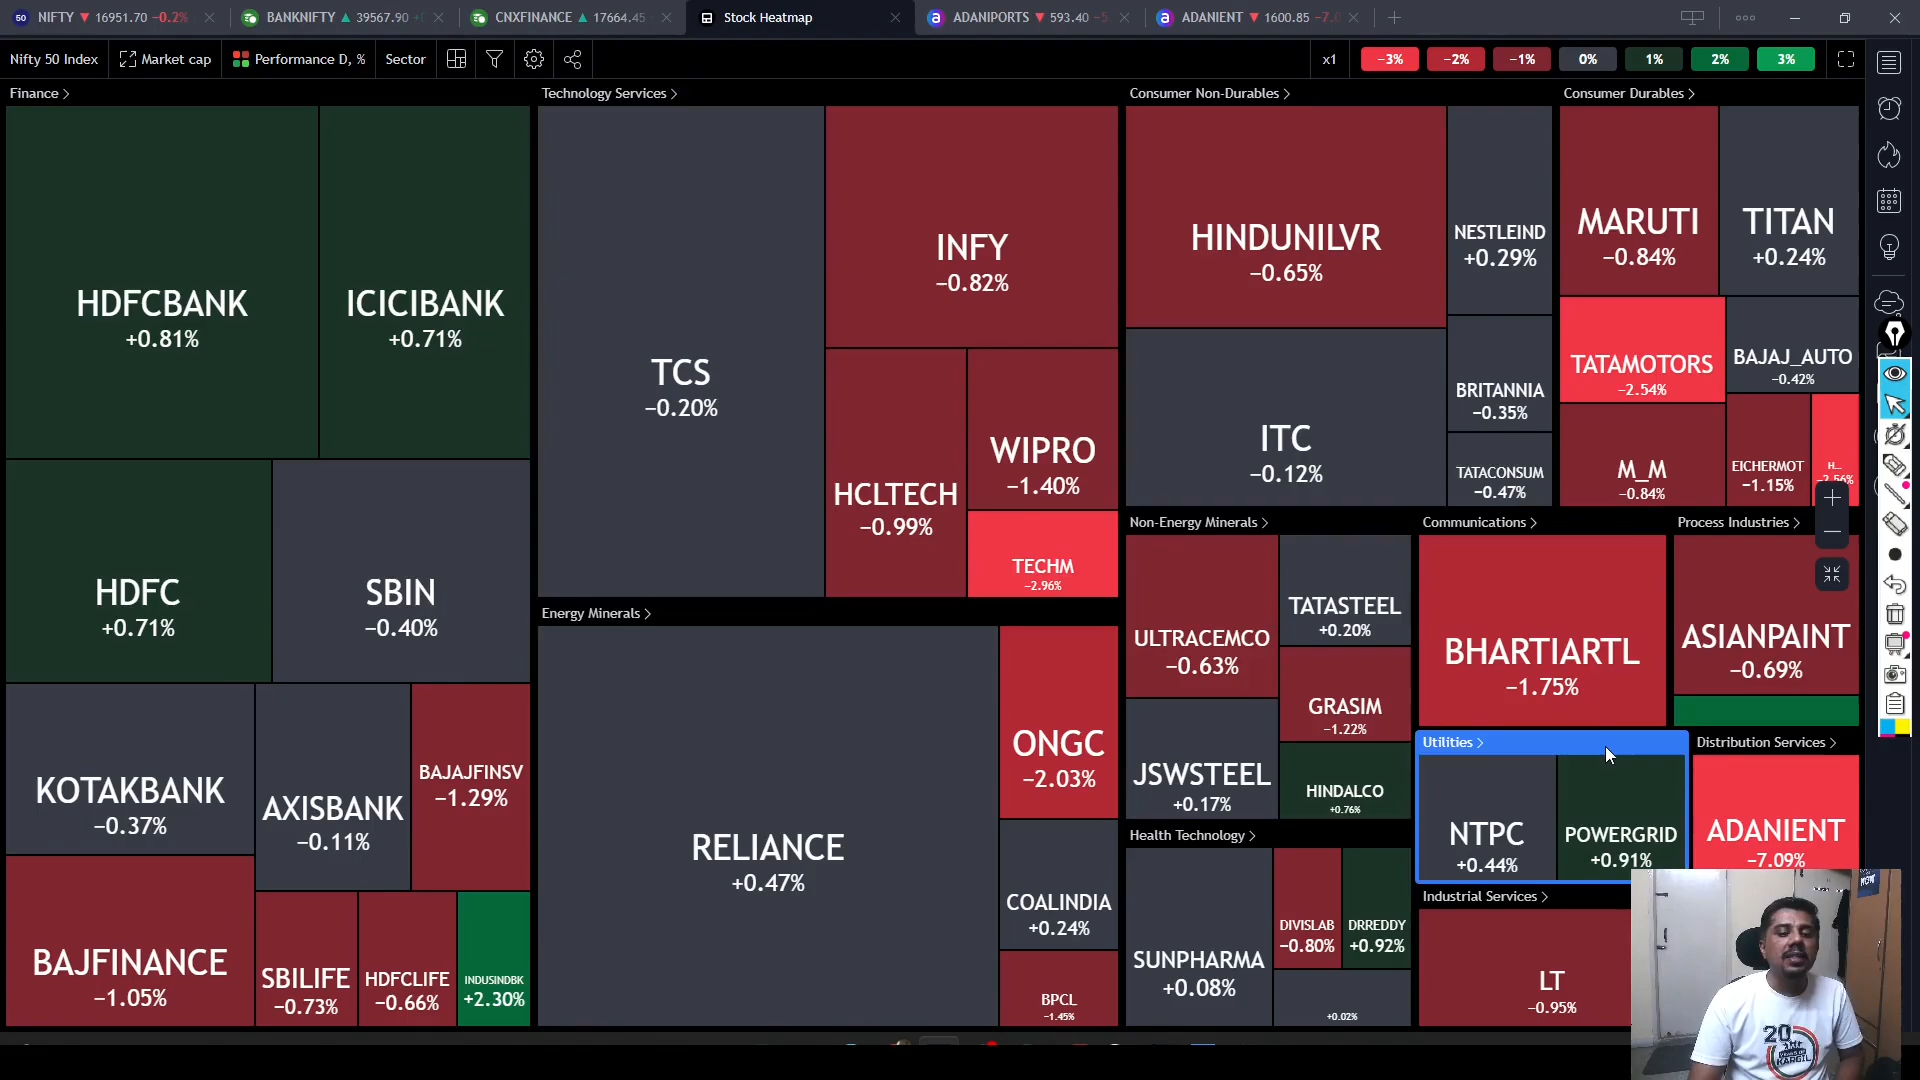 NIFTY ▼ 16951.70 −0.2%
BANKNIFTY ▲ 39567.90
CNXFINANCE ▲ 17664.45
Stock Heatmap
ADANIPORTS ▼ 593.40
ADANIENT ▼ 1600.85 −7.0
Nifty 50 Index
Market cap
Performance D, %
Sector
x1
−3%
−2%
−1%
0%
1%
2%
3%
Finance >
HDFCBANK
+0.81%
ICICIBANK
+0.71%
HDFC
+0.71%
SBIN
−0.40%
KOTAKBANK
−0.37%
AXISBANK
−0.11%
BAJAJFINSV
−1.29%
BAJFINANCE
−1.05%
SBILIFE
−0.73%
HDFCLIFE
−0.66%
INDUSINDBK
+2.30%
Technology Services >
TCS
−0.20%
INFY
−0.82%
HCLTECH
−0.99%
WIPRO
−1.40%
TECHM
−2.96%
Energy Minerals >
RELIANCE
+0.47%
ONGC
−2.03%
COALINDIA
+0.24%
BPCL
−1.45%
Consumer Non-Durables >
HINDUNILVR
−0.65%
NESTLEIND
+0.29%
ITC
−0.12%
BRITANNIA
−0.35%
TATACONSUM
−0.47%
Consumer Durables >
MARUTI
−0.84%
TITAN
+0.24%
TATAMOTORS
−2.54%
BAJAJ_AUTO
−0.42%
M_M
−0.84%
EICHERMOT
−1.15%
H...
−2.56%
Non-Energy Minerals >
ULTRACEMCO
−0.63%
TATASTEEL
+0.20%
GRASIM
−1.22%
JSWSTEEL
+0.17%
HINDALCO
+0.76%
Communications >
BHARTIARTL
−1.75%
Process Industries >
ASIANPAINT
−0.69%
Utilities >
NTPC
+0.44%
POWERGRID
+0.91%
Distribution Services >
ADANIENT
−7.09%
Health Technology >
SUNPHARMA
+0.08%
DIVISLAB
−0.80%
DRREDDY
+0.92%
+0.02%
Industrial Services >
LT
−0.95%
20
YEARS OF
KARGIL